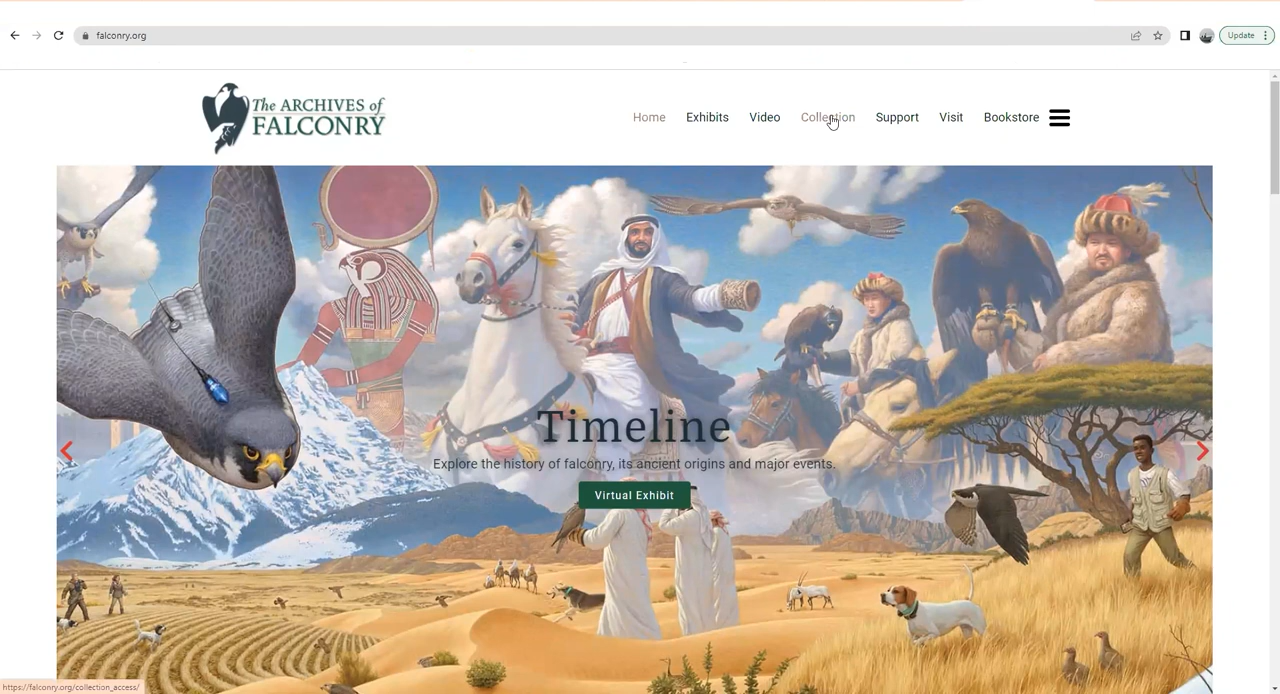 falconry.org
Update
The ARCHIVES of
FALCONRY
Home Exhibits Video Collection Support Visit Bookstore
Timeline
Explore the history of falconry, its ancient origins and major events.
Virtual Exhibit
https://falconry.org/collection_access/